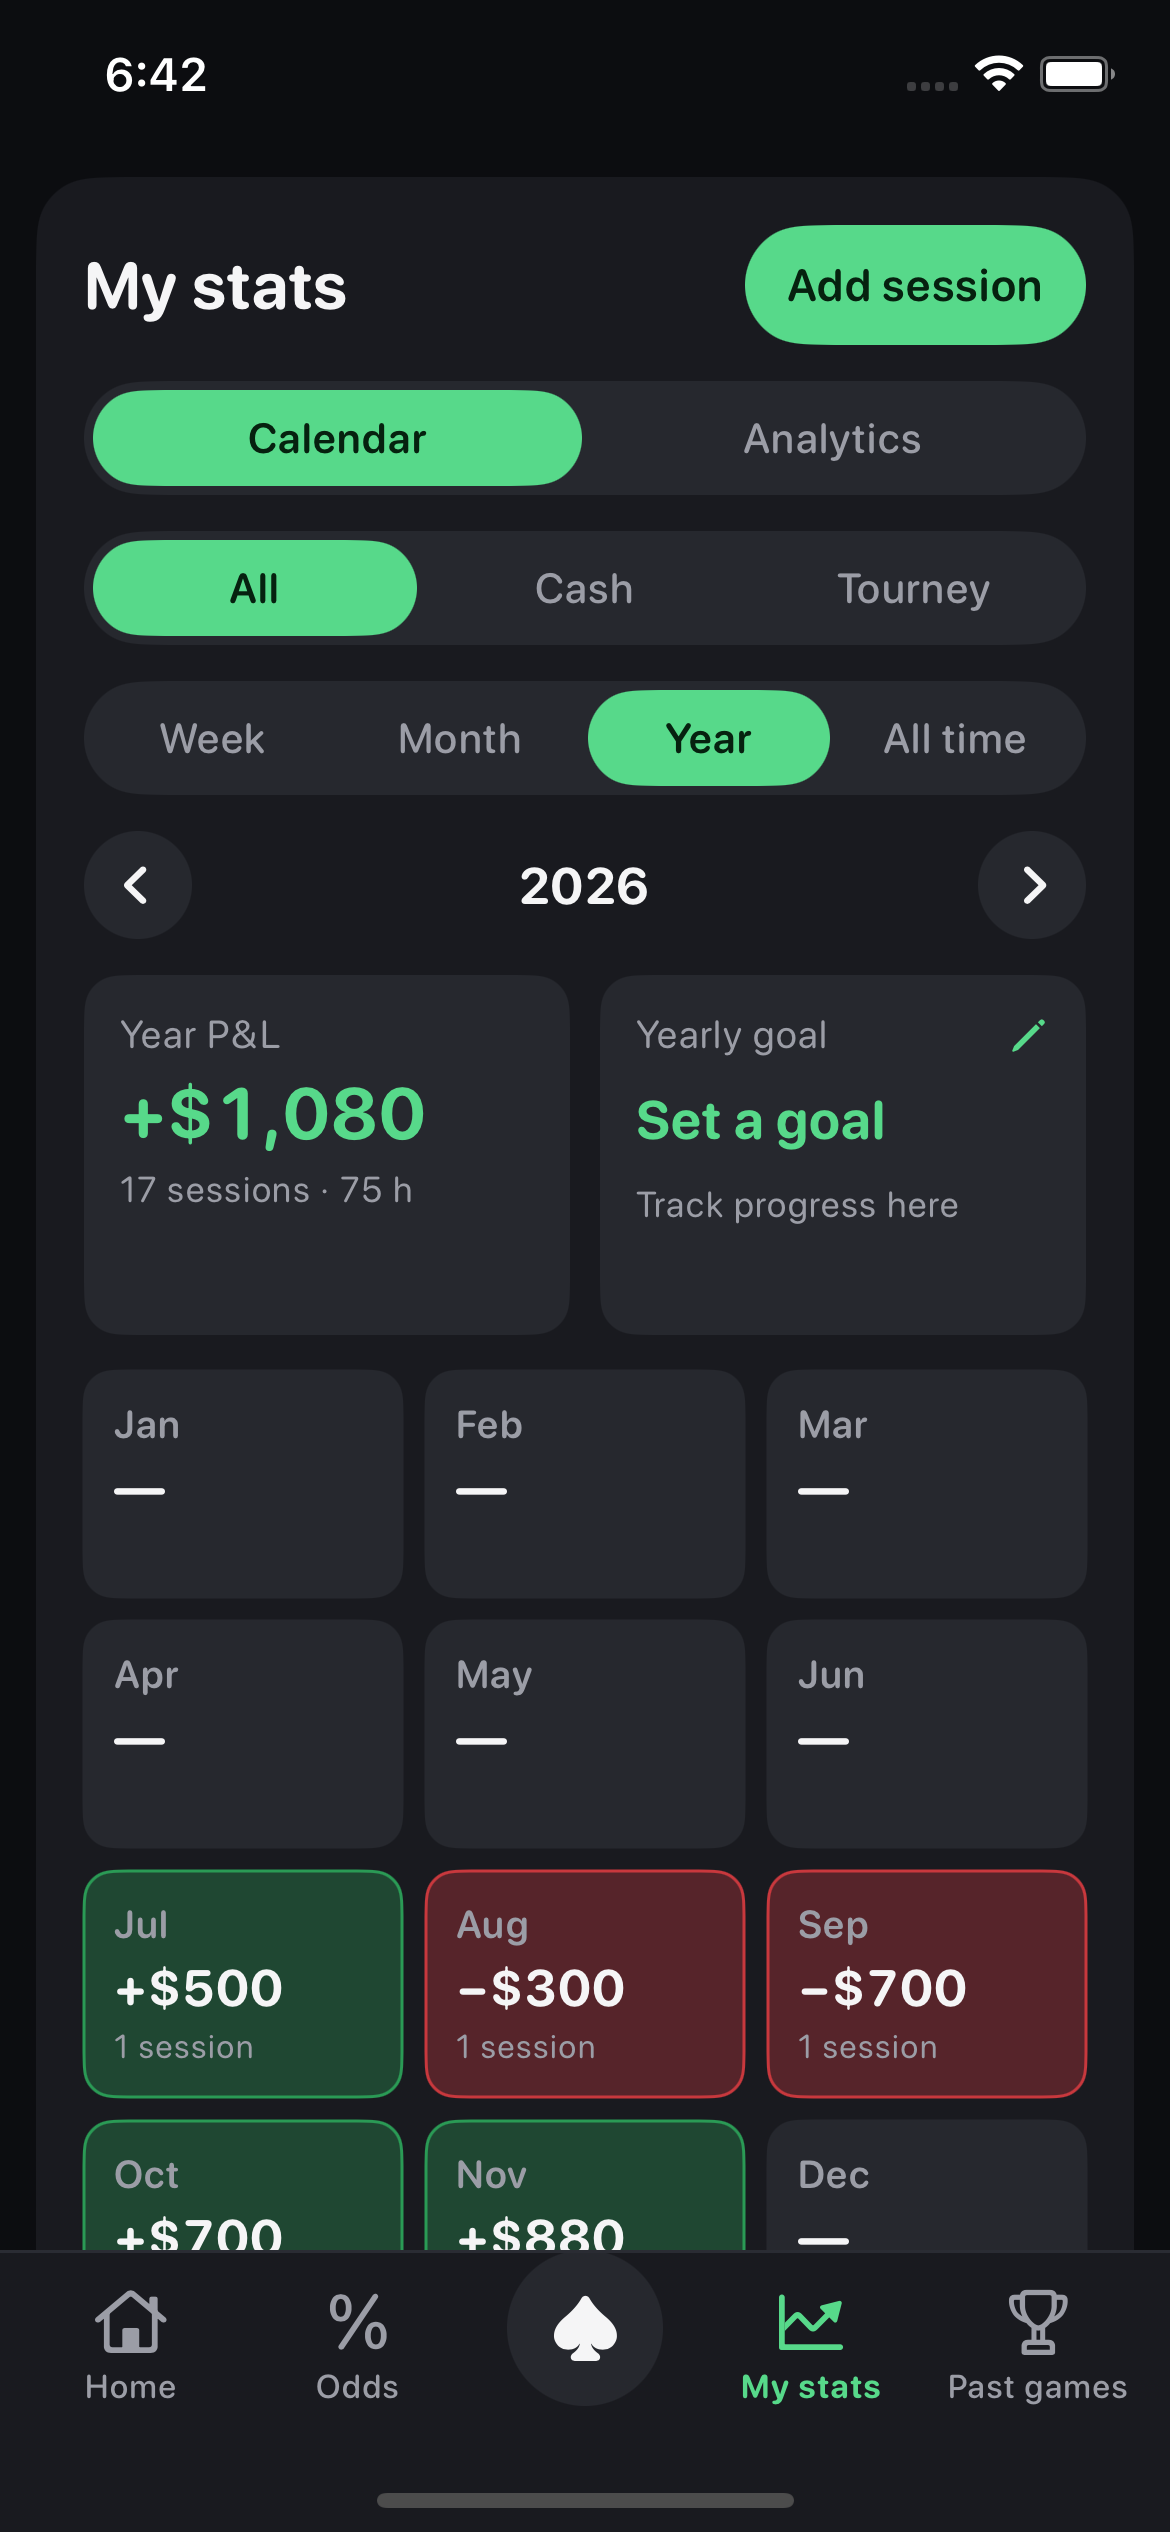 6:42
My stats
Add session
Calendar
Analytics
All
Cash
Tourney
Week
Month
Year
All time
2026
Year P&L
+$1,080
17 sessions · 75 h
Yearly goal
Set a goal
Track progress here
Jan
—
Feb
—
Mar
—
Apr
—
May
—
Jun
—
Jul
+$500
1 session
Aug
−$300
1 session
Sep
−$700
1 session
Oct
+$700
Nov
+$880
Dec
—
Home
%
Odds
My stats
Past games